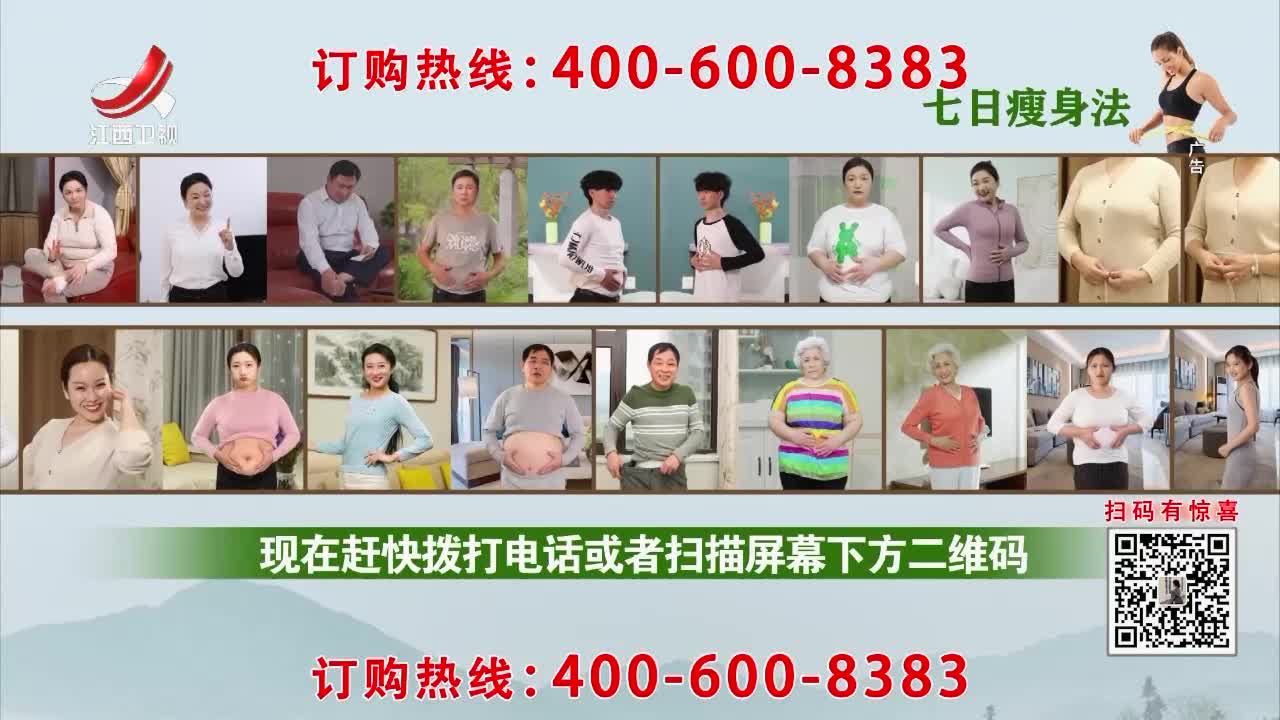 订购热线：400-600-8383
七日瘦身法
江西卫视
广告
扫码有惊喜
现在赶快拨打电话或者扫描屏幕下方二维码
订购热线：400-600-8383